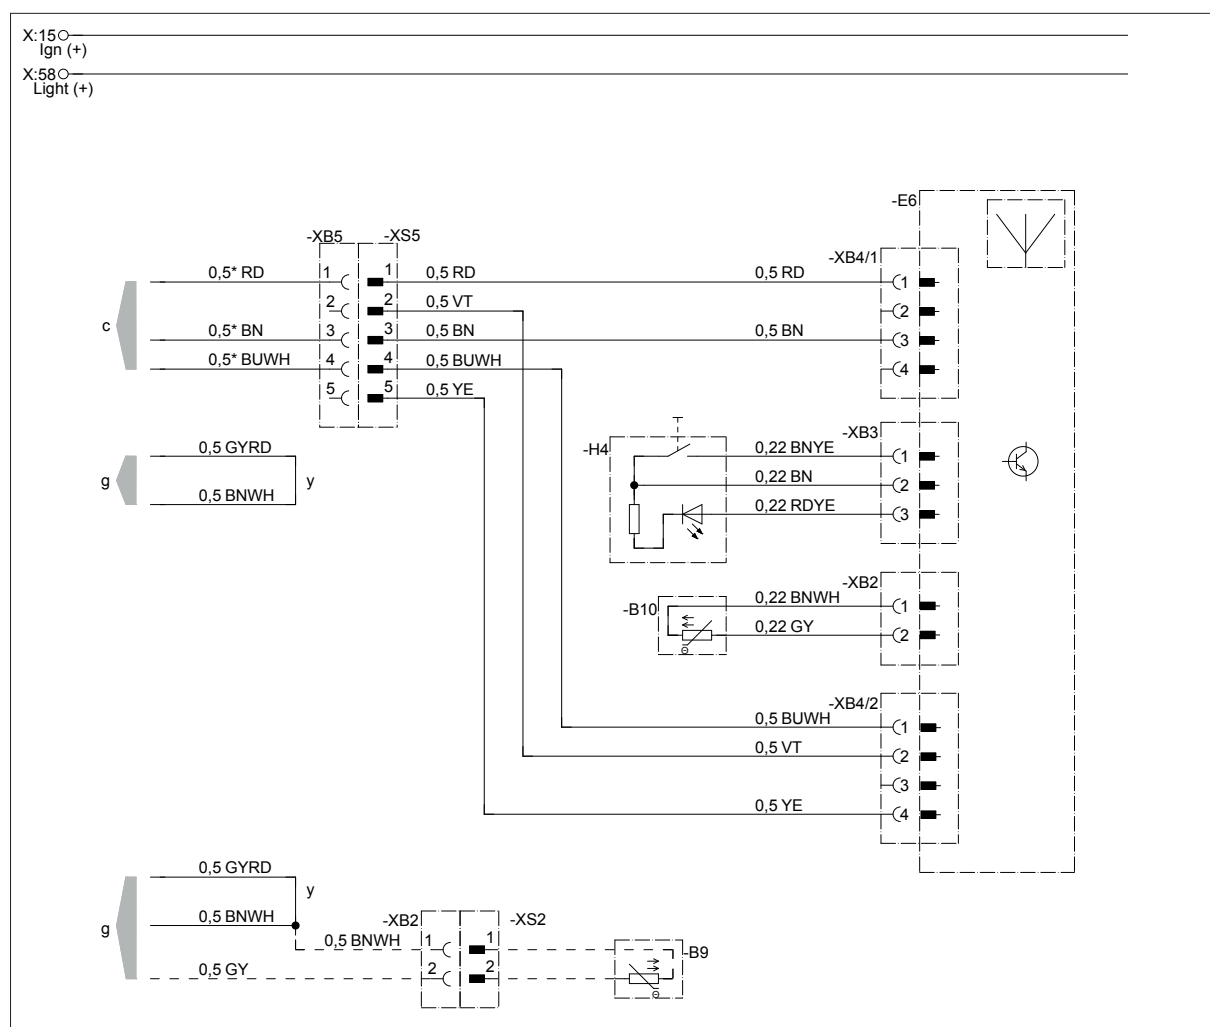 X:15
Ign (+)
X:58
Light (+)
-E6
-XB5 -XS5
-XB4/1
0,5* RD 1 1 0,5 RD 0,5 RD 1
2 2 0,5 VT 2
c
0,5* BN 3 3 0,5 BN 0,5 BN 3
0,5* BUWH 4 4 0,5 BUWH 4
5 5 0,5 YE
-XB3
0,5 GYRD -H4 0,22 BNYE 1
g y 0,22 BN 2
0,5 BNWH
0,22 RDYE 3
-XB2
-B10 0,22 BNWH 1
0,22 GY 2
Θ
-XB4/2
0,5 BUWH 1
0,5 VT 2
3
0,5 YE 4
0,5 GYRD
y
0,5 BNWH -XB2 -XS2
g
0,5 BNWH 1 1
-B9
0,5 GY 2 2
Θ